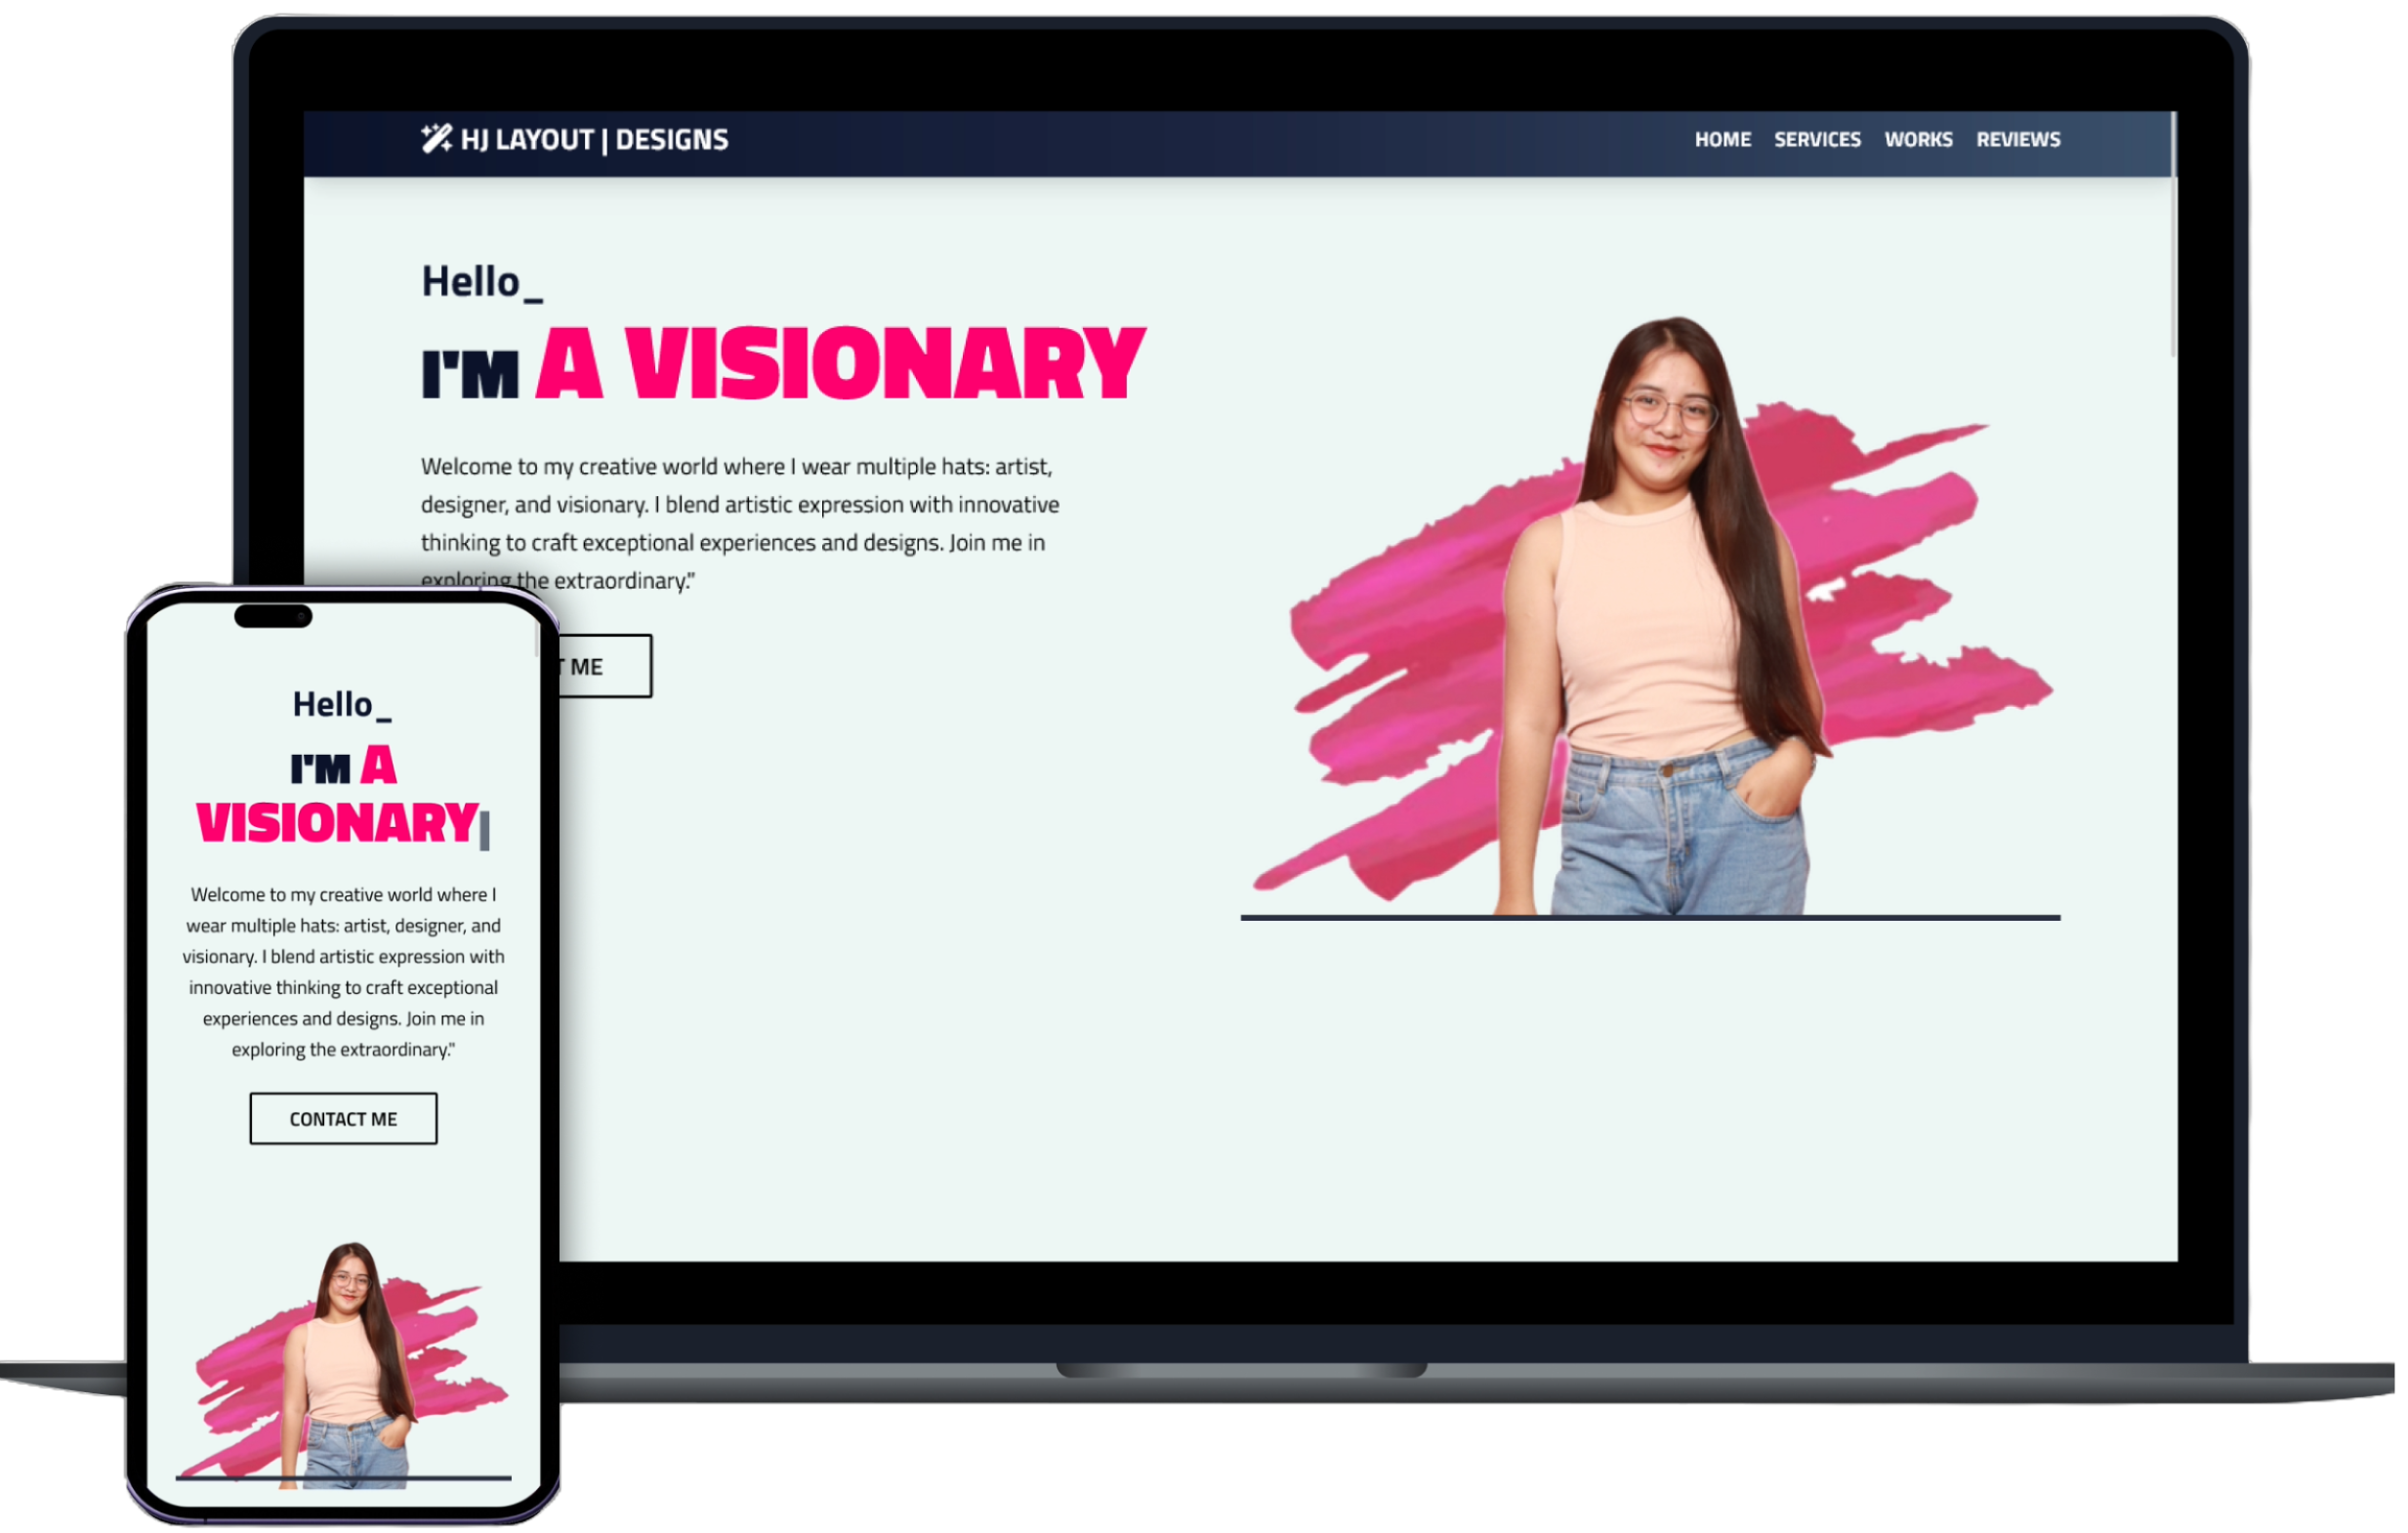 HJ LAYOUT | DESIGNS
HOME SERVICES WORKS REVIEWS
Hello_
I'M A VISIONARY
Welcome to my creative world where I wear multiple hats: artist,
designer, and visionary. I blend artistic expression with innovative
thinking to craft exceptional experiences and designs. Join me in
exploring the extraordinary."
T ME
Hello_
I'M A
VISIONARY|
Welcome to my creative world where I
wear multiple hats: artist, designer, and
visionary. I blend artistic expression with
innovative thinking to craft exceptional
experiences and designs. Join me in
exploring the extraordinary."
CONTACT ME